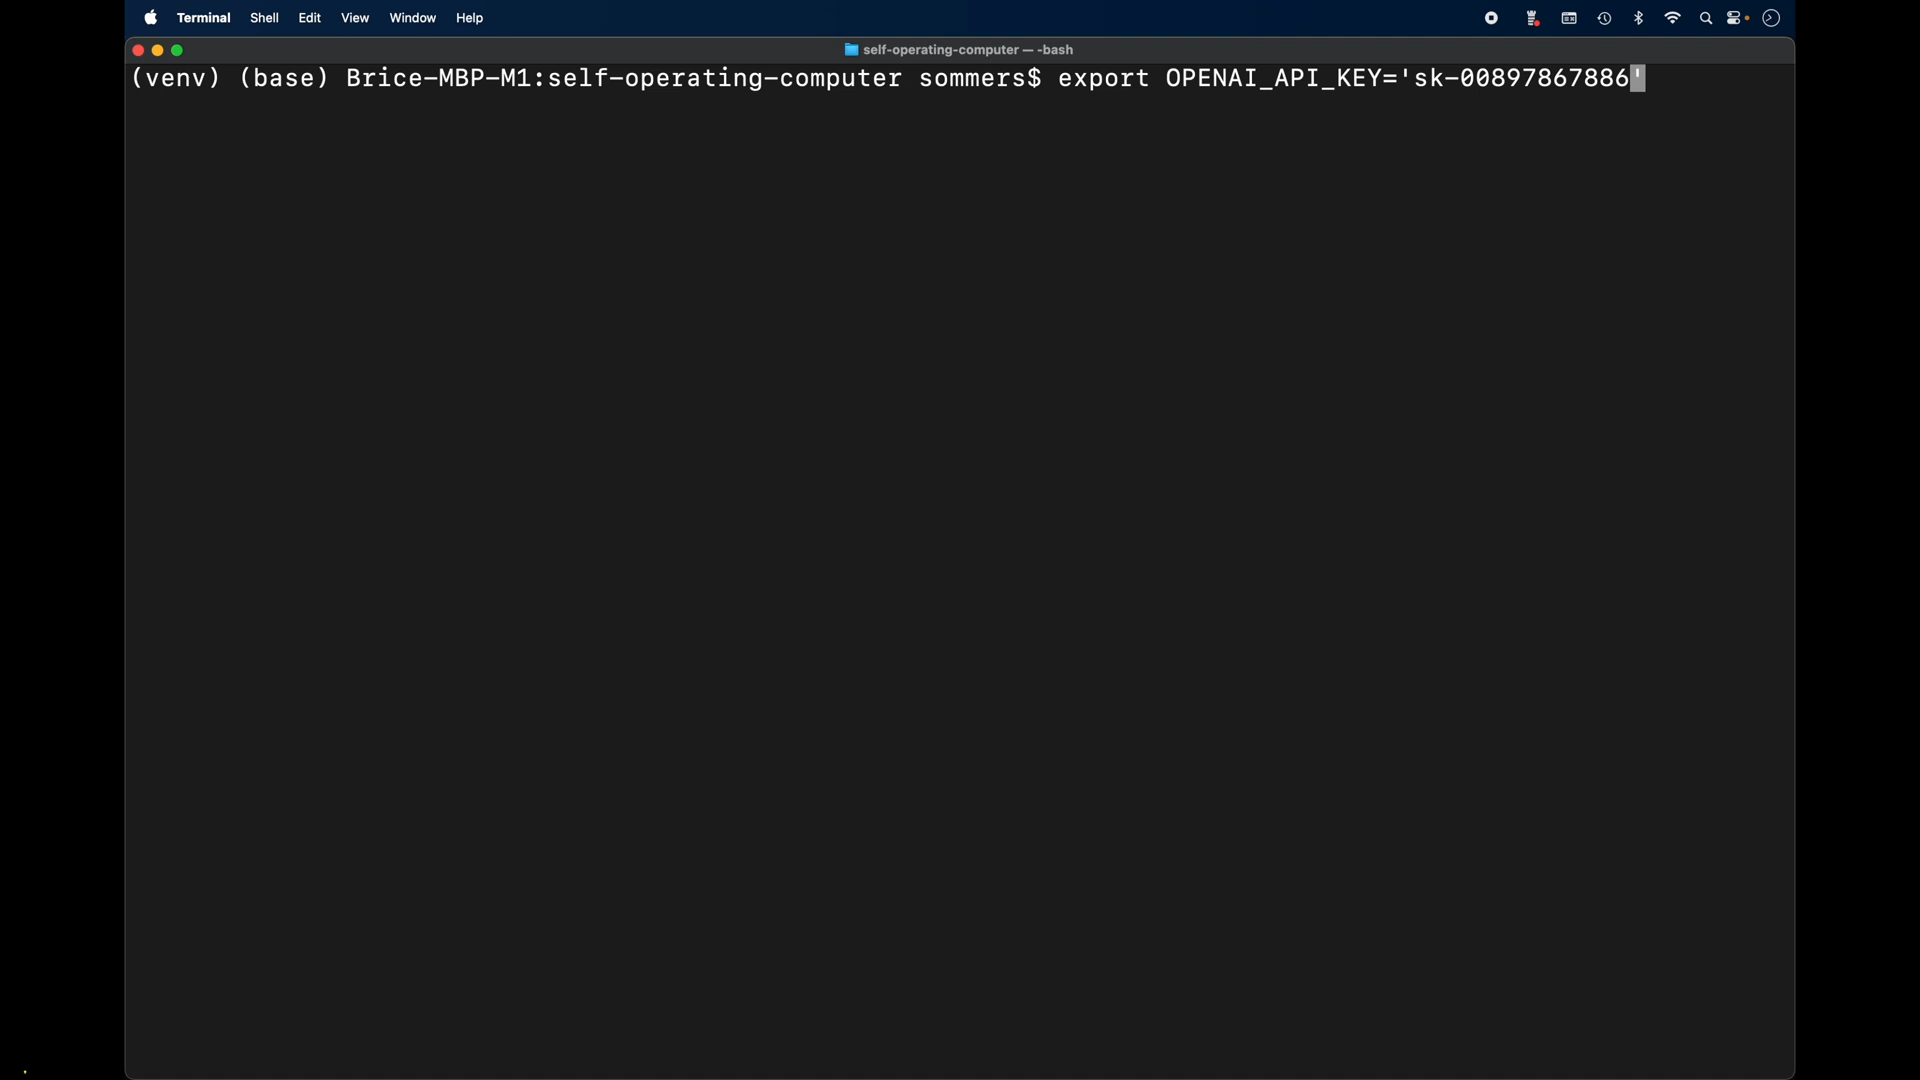 Terminal Shell Edit View Window Help
self-operating-computer — -bash
(venv) (base) Brice-MBP-M1:self-operating-computer sommers$ export OPENAI_API_KEY='sk-00897867886'